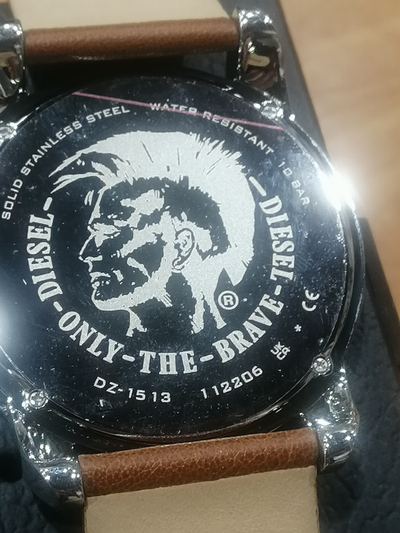 SOLID STAINLESS STEEL WATER RESISTANT 10 BAR
DIESEL-ONLY-THE-BRAVE-DIESEL
®
* CE
DZ-1513 112206